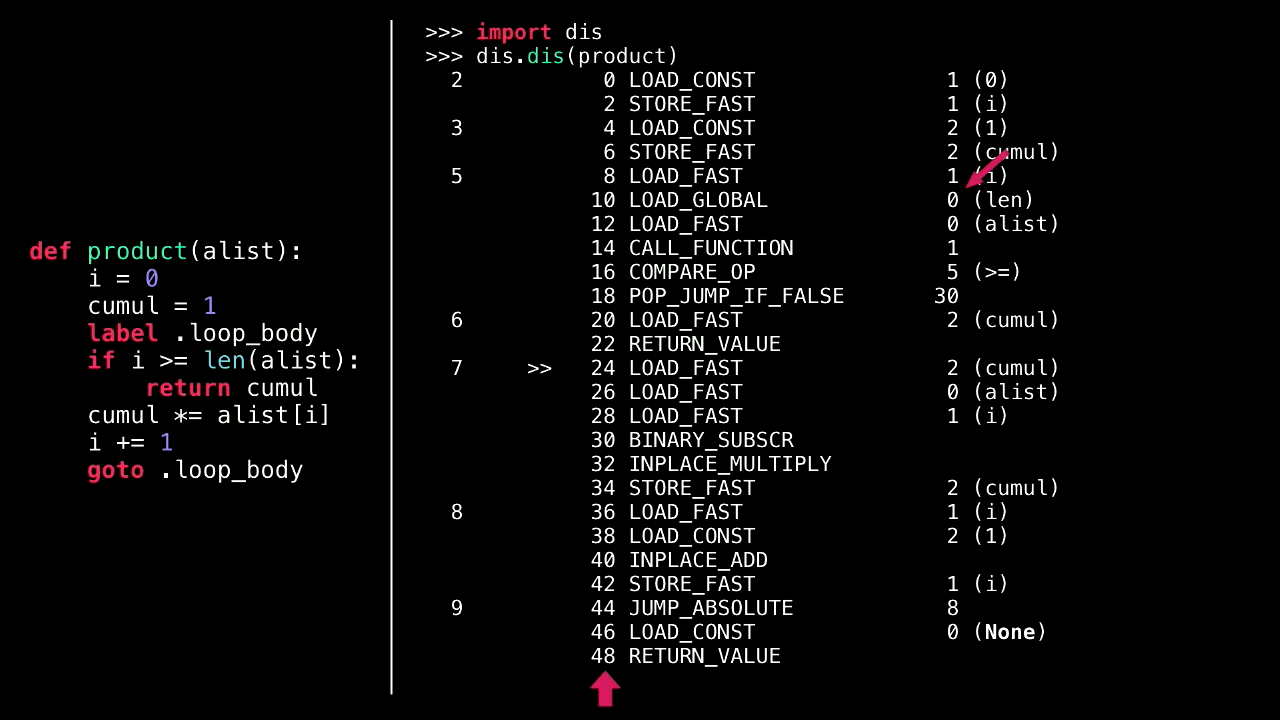 def product(alist):
    i = 0
    cumul = 1
    label .loop_body
    if i >= len(alist):
        return cumul
    cumul *= alist[i]
    i += 1
    goto .loop_body
>>> import dis
>>> dis.dis(product)
2 0 LOAD_CONST 1 (0)
2 STORE_FAST 1 (i)
3 4 LOAD_CONST 2 (1)
6 STORE_FAST 2 (cumul)
5 8 LOAD_FAST 1 (i)
10 LOAD_GLOBAL 0 (len)
12 LOAD_FAST 0 (alist)
14 CALL_FUNCTION 1
16 COMPARE_OP 5 (>=)
18 POP_JUMP_IF_FALSE 30
6 20 LOAD_FAST 2 (cumul)
22 RETURN_VALUE
7 >> 24 LOAD_FAST 2 (cumul)
26 LOAD_FAST 0 (alist)
28 LOAD_FAST 1 (i)
30 BINARY_SUBSCR
32 INPLACE_MULTIPLY
34 STORE_FAST 2 (cumul)
8 36 LOAD_FAST 1 (i)
38 LOAD_CONST 2 (1)
40 INPLACE_ADD
42 STORE_FAST 1 (i)
9 44 JUMP_ABSOLUTE 8
46 LOAD_CONST 0 (None)
48 RETURN_VALUE